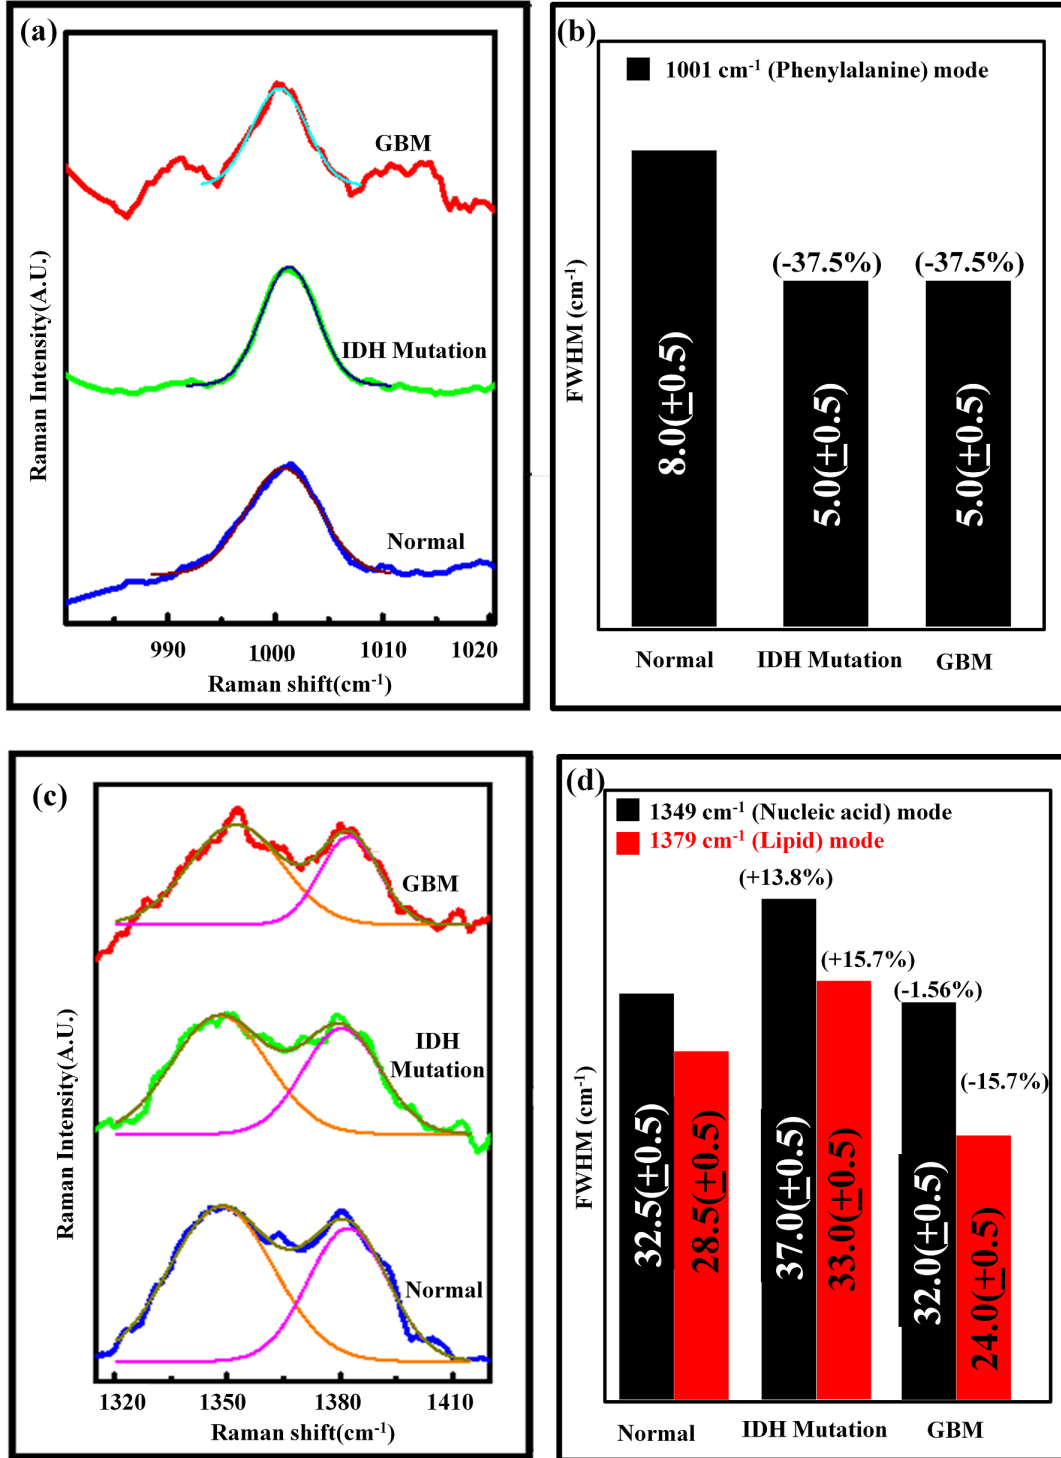 (a)
GBM
IDH Mutation
Normal
Raman Intensity(A.U.)
990 1000 1010 1020
Raman shift(cm⁻¹)
(b)
1001 cm⁻¹ (Phenylalanine) mode
(-37.5%) (-37.5%)
FWHM (cm⁻¹)
8.0(±0.5)
5.0(±0.5)
5.0(±0.5)
Normal IDH Mutation GBM
(c)
GBM
IDH
Mutation
Normal
Raman Intensity(A.U.)
1320 1350 1380 1410
Raman shift(cm⁻¹)
(d)
1349 cm⁻¹ (Nucleic acid) mode
1379 cm⁻¹ (Lipid) mode
(+13.8%)
(+15.7%)
(-1.56%)
(-15.7%)
FWHM (cm⁻¹)
32.5(±0.5)
28.5(±0.5)
37.0(±0.5)
33.0(±0.5)
32.0(±0.5)
24.0(±0.5)
Normal IDH Mutation GBM